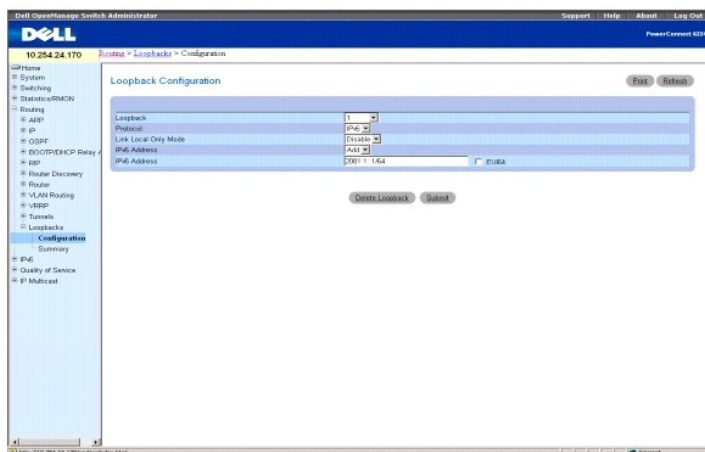 Dell OpenManage Switch Administrator
Support Help About Log Out
DELL
PowerConnect 6224
10.254.24.170
Routing > Loopbacks > Configuration
Home
System
Switching
Statistics/RMON
Routing
ARP
IP
OSPF
BOOTP/DHCP Relay A
RIP
Router Discovery
Router
VLAN Routing
VRRP
Tunnels
Loopbacks
Configuration
Summary
IPv6
Quality of Service
IP Multicast
Loopback Configuration
Print Refresh
Loopback 1
Protocol IPv6
Link Local Only Mode Disable
IPv6 Address Add
IPv6 Address 2081:1::1/64 EUI64
Delete Loopback Submit